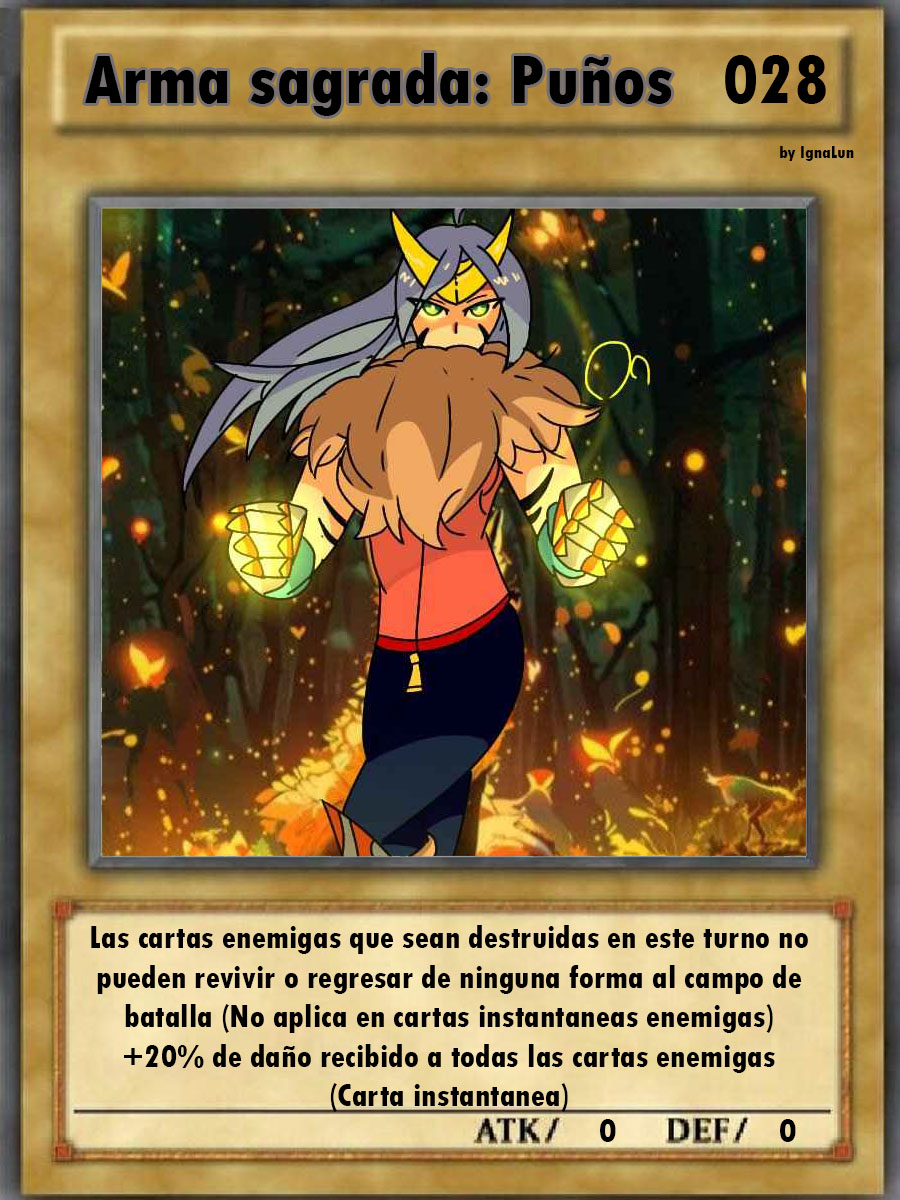 Arma sagrada: Puños 028
by IgnaLun
Las cartas enemigas que sean destruidas en este turno no
pueden revivir o regresar de ninguna forma al campo de
batalla (No aplica en cartas instantaneas enemigas)
+20% de daño recibido a todas las cartas enemigas
(Carta instantanea)
ATK/ 0 DEF/ 0